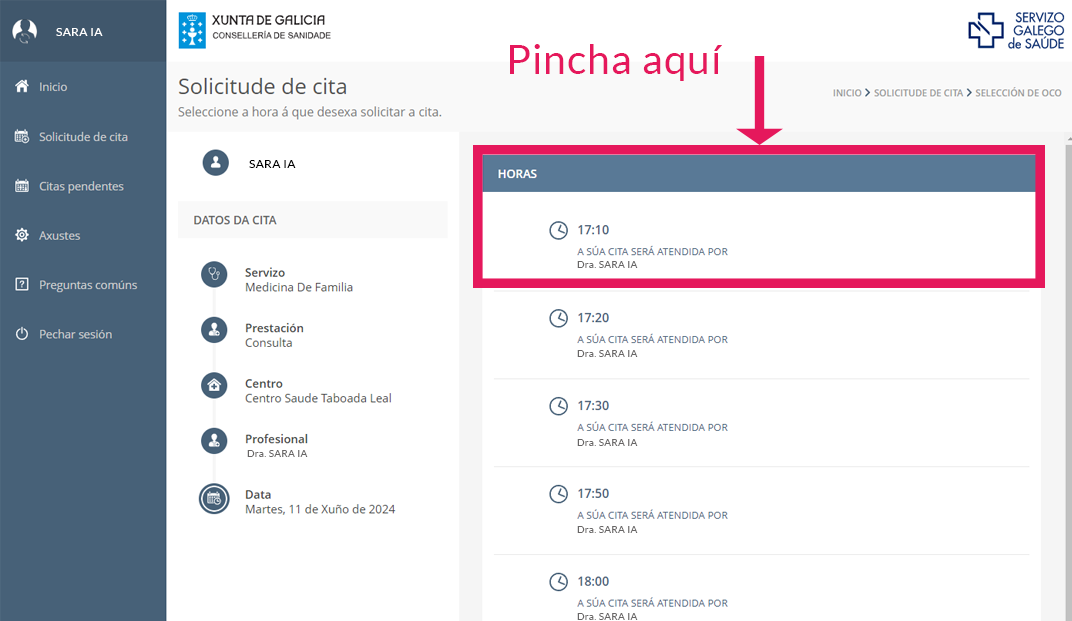 SARA IA
Inicio
Solicitude de cita
Citas pendentes
Axustes
Preguntas comúns
Pechar sesión
XUNTA DE GALICIA
CONSELLERÍA DE SANIDADE
SERVIZO
GALEGO
de SAÚDE
Pincha aquí
Solicitude de cita
Seleccione a hora á que desexa solicitar a cita.
INICIO > SOLICITUDE DE CITA > SELECCIÓN DE OCO
SARA IA
DATOS DA CITA
Servizo
Medicina De Familia
Prestación
Consulta
Centro
Centro Saude Taboada Leal
Profesional
Dra. SARA IA
Data
Martes, 11 de Xuño de 2024
HORAS
17:10
A SÚA CITA SERÁ ATENDIDA POR
Dra. SARA IA
17:20
A SÚA CITA SERÁ ATENDIDA POR
Dra. SARA IA
17:30
A SÚA CITA SERÁ ATENDIDA POR
Dra. SARA IA
17:50
A SÚA CITA SERÁ ATENDIDA POR
Dra. SARA IA
18:00
A SÚA CITA SERÁ ATENDIDA POR
Dra. SARA IA